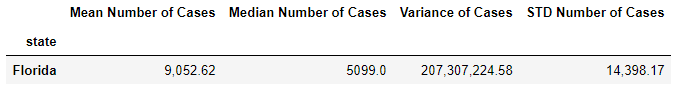 Mean Number of Cases Median Number of Cases Variance of Cases STD Number of Cases
state
Florida 9,052.62 5099.0 207,307,224.58 14,398.17